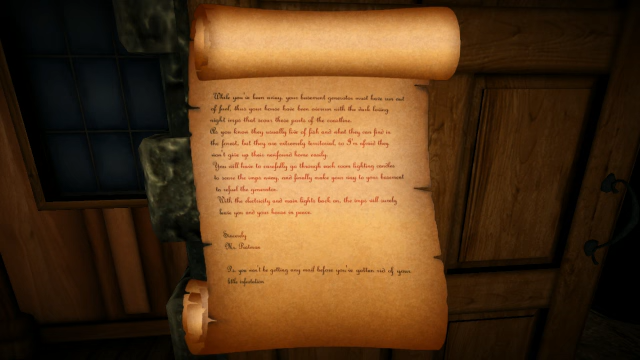 While you've been away, your basement generator must have run out
of fuel, thus your house have been overrun with the dark loving
night imps that roam these parts of the coastline.
As you know they usually live of fish and what they can find in
the forest, but they are extremely territorial, so I'm afraid they
won't give up their newfound home easily.
You will have to carefully go through each room lighting candles
to scare the imps away, and finally make your way to your basement
to refuel the generator.
With the electricity and main lights back on, the imps will surely
leave you and your house in peace.
Sincerely
Mr. 
you won't be getting any mail before you've gotten rid of your
little infestation